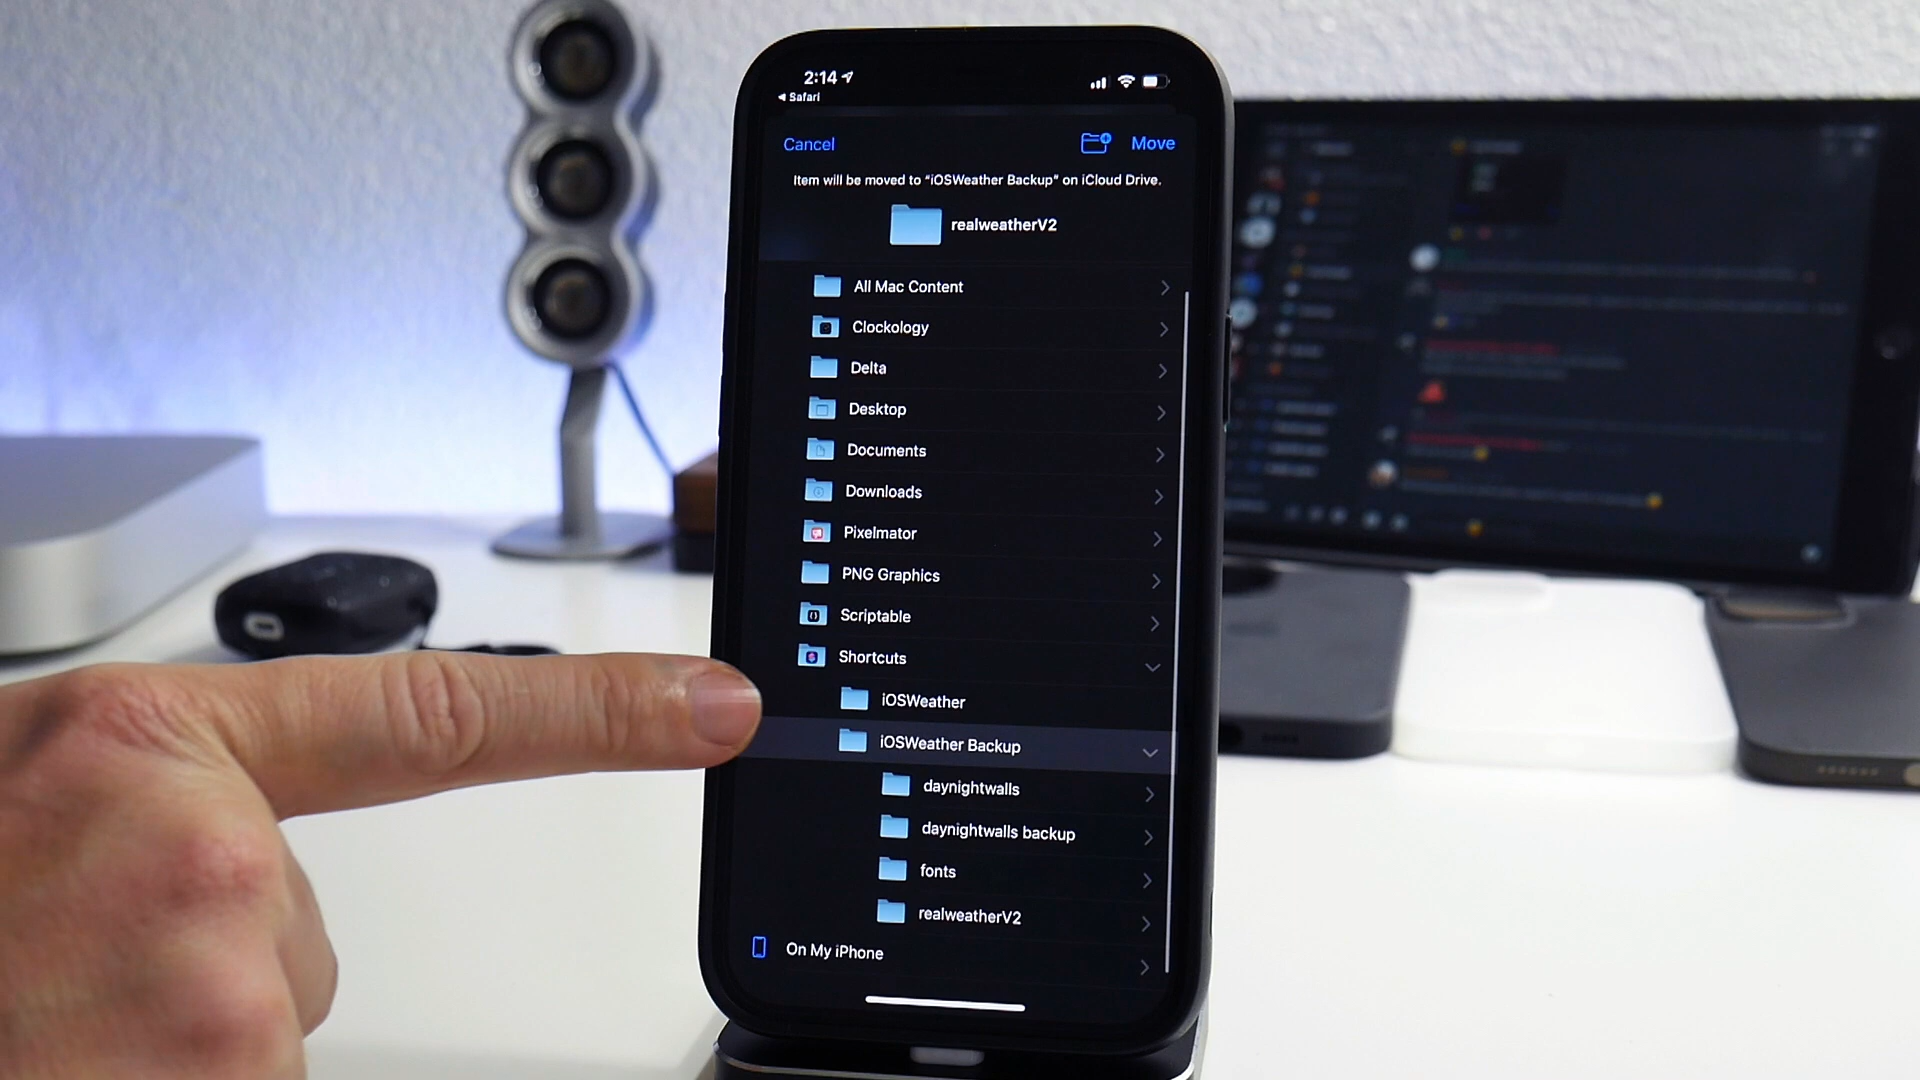 2:14
Safari
Cancel
Move
Item will be moved to “iOSWeather Backup” on iCloud Drive.
realweatherV2
All Mac Content
Clockology
Delta
Desktop
Documents
Downloads
Pixelmator
PNG Graphics
Scriptable
Shortcuts
iOSWeather
iOSWeather Backup
daynightwalls
daynightwalls backup
fonts
realweatherV2
On My iPhone